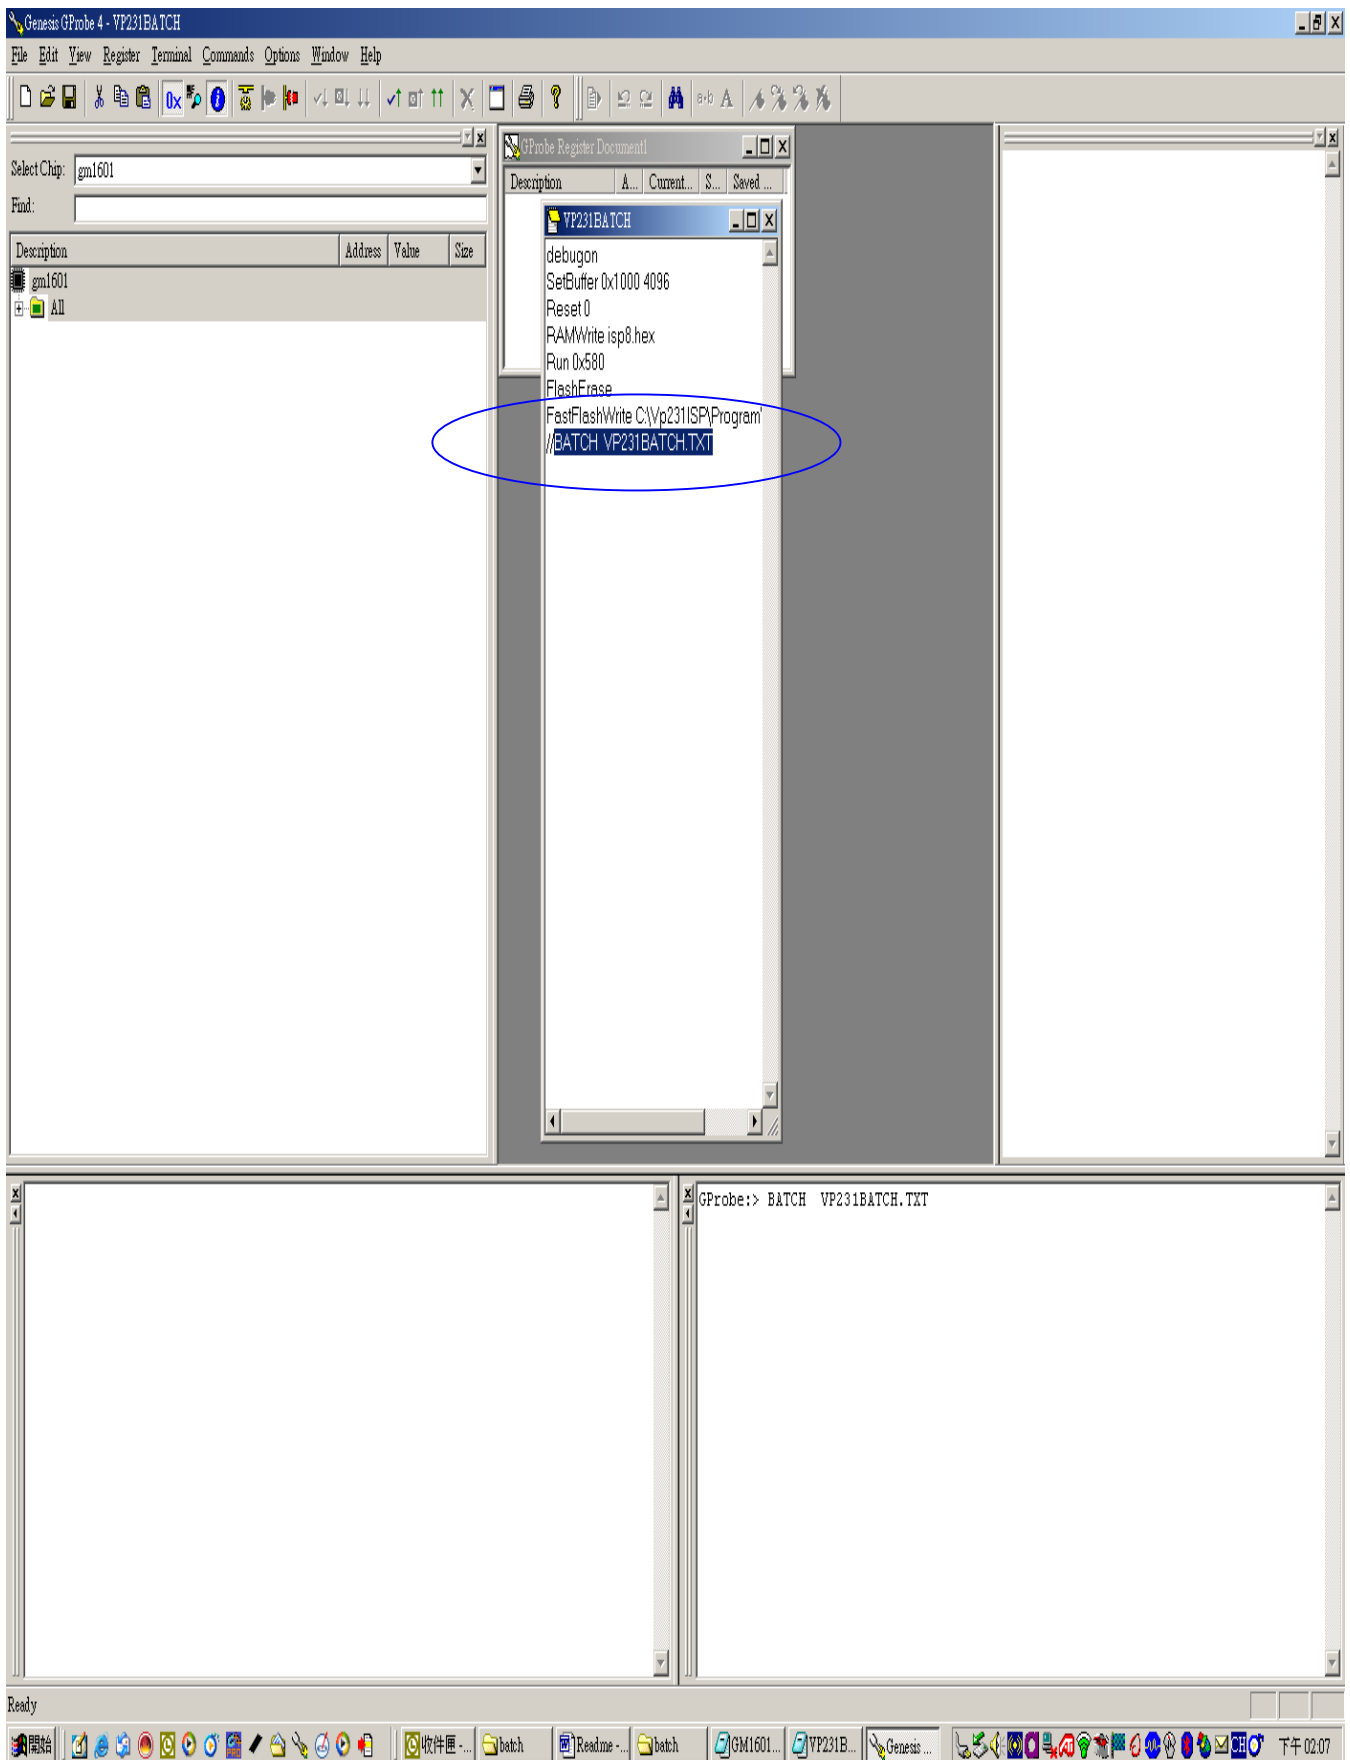 Genesis GProbe 4 - VP231BATCH
File Edit View Register Terminal Commands Options Window Help
Select Chip: gm1601
Find:
Description Address Value Size
gm1601
All
GProbe Register Document1
Description A... Current... S... Saved ...
VP231BATCH
debugon
SetBuffer 0x1000 4096
Reset 0
RAMWrite isp8.hex
Run 0x580
FlashErase
FastFlashWrite C:\Vp231ISP\Program
//BATCH VP231BATCH.TXT
GProbe:> BATCH VP231BATCH.TXT
Ready
開始 收件匣 -... batch Readme -... batch GM1601... VP231B... Genesis ... CH 下午 02:07